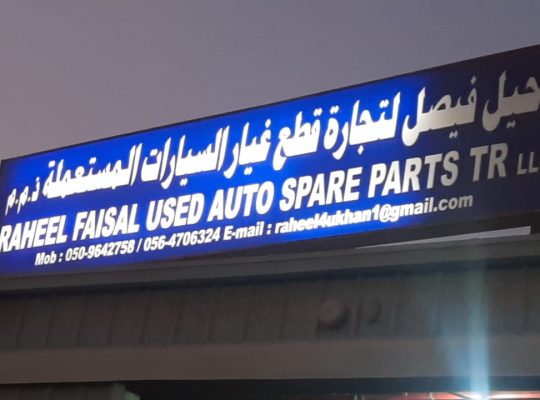 حيل فيصل لتجارة قطع غيار السيارات المستعملة ذ.م.م
RAHEEL FAISAL USED AUTO SPARE PARTS TR LL
Mob : 050-9642758 / 056-4706324 E-mail : raheel4ukhan1@gmail.com